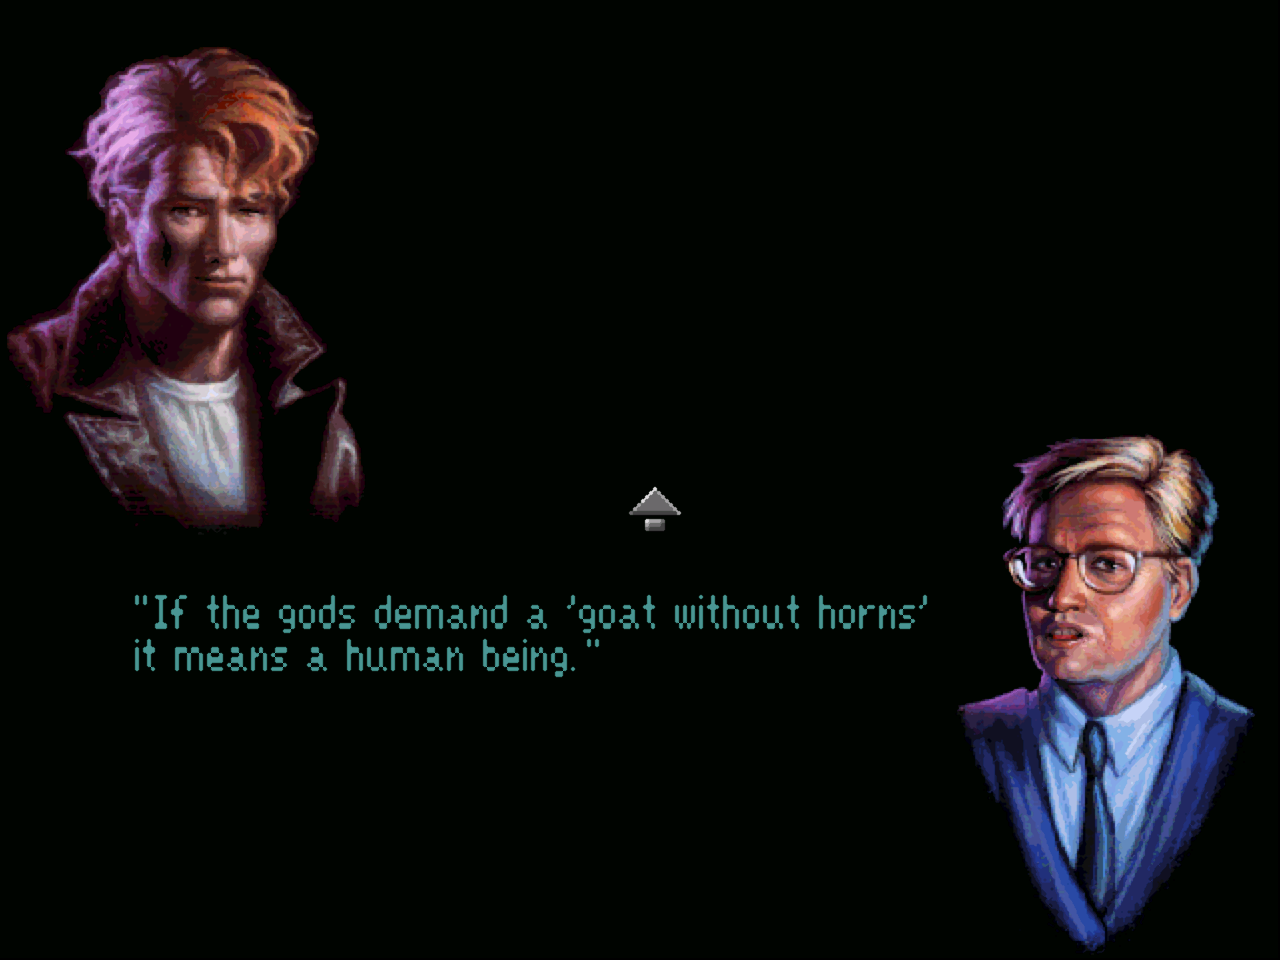 "If the gods demand a 'goat without horns'
it means a human being."